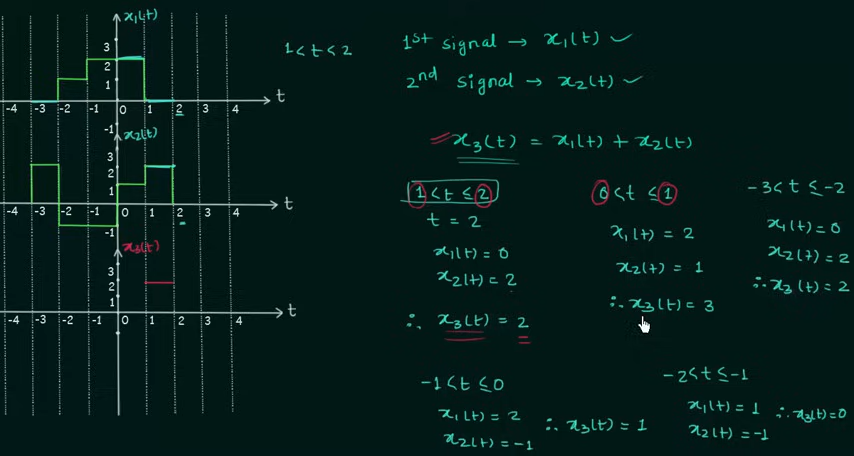 x₁(t)
3
2
1
-4 -3 -2 -1 0 1 2 3 4 t
-1
x₂(t)
3
2
1
-4 -3 -2 -1 0 1 2 3 4 t
-1
x₃(t)
3
2
1
-4 -3 -2 -1 0 1 2 3 4 t
1 < t < 2
1st signal → x₁(t) ✓
2nd signal → x₂(t) ✓
x₃(t) = x₁(t) + x₂(t)
1 < t ≤ 2
t = 2
x₁(t) = 0
x₂(t) = 2
∴ x₃(t) = 2
0 < t ≤ 1
x₁(t) = 2
x₂(t) = 1
∴ x₃(t) = 3
-3 < t ≤ -2
x₁(t) = 0
x₂(t) = 2
∴ x₃(t) = 2
-1 < t ≤ 0
x₁(t) = 2
x₂(t) = -1
∴ x₃(t) = 1
-2 < t ≤ -1
x₁(t) = 1
x₂(t) = -1
∴ x₃(t) = 0